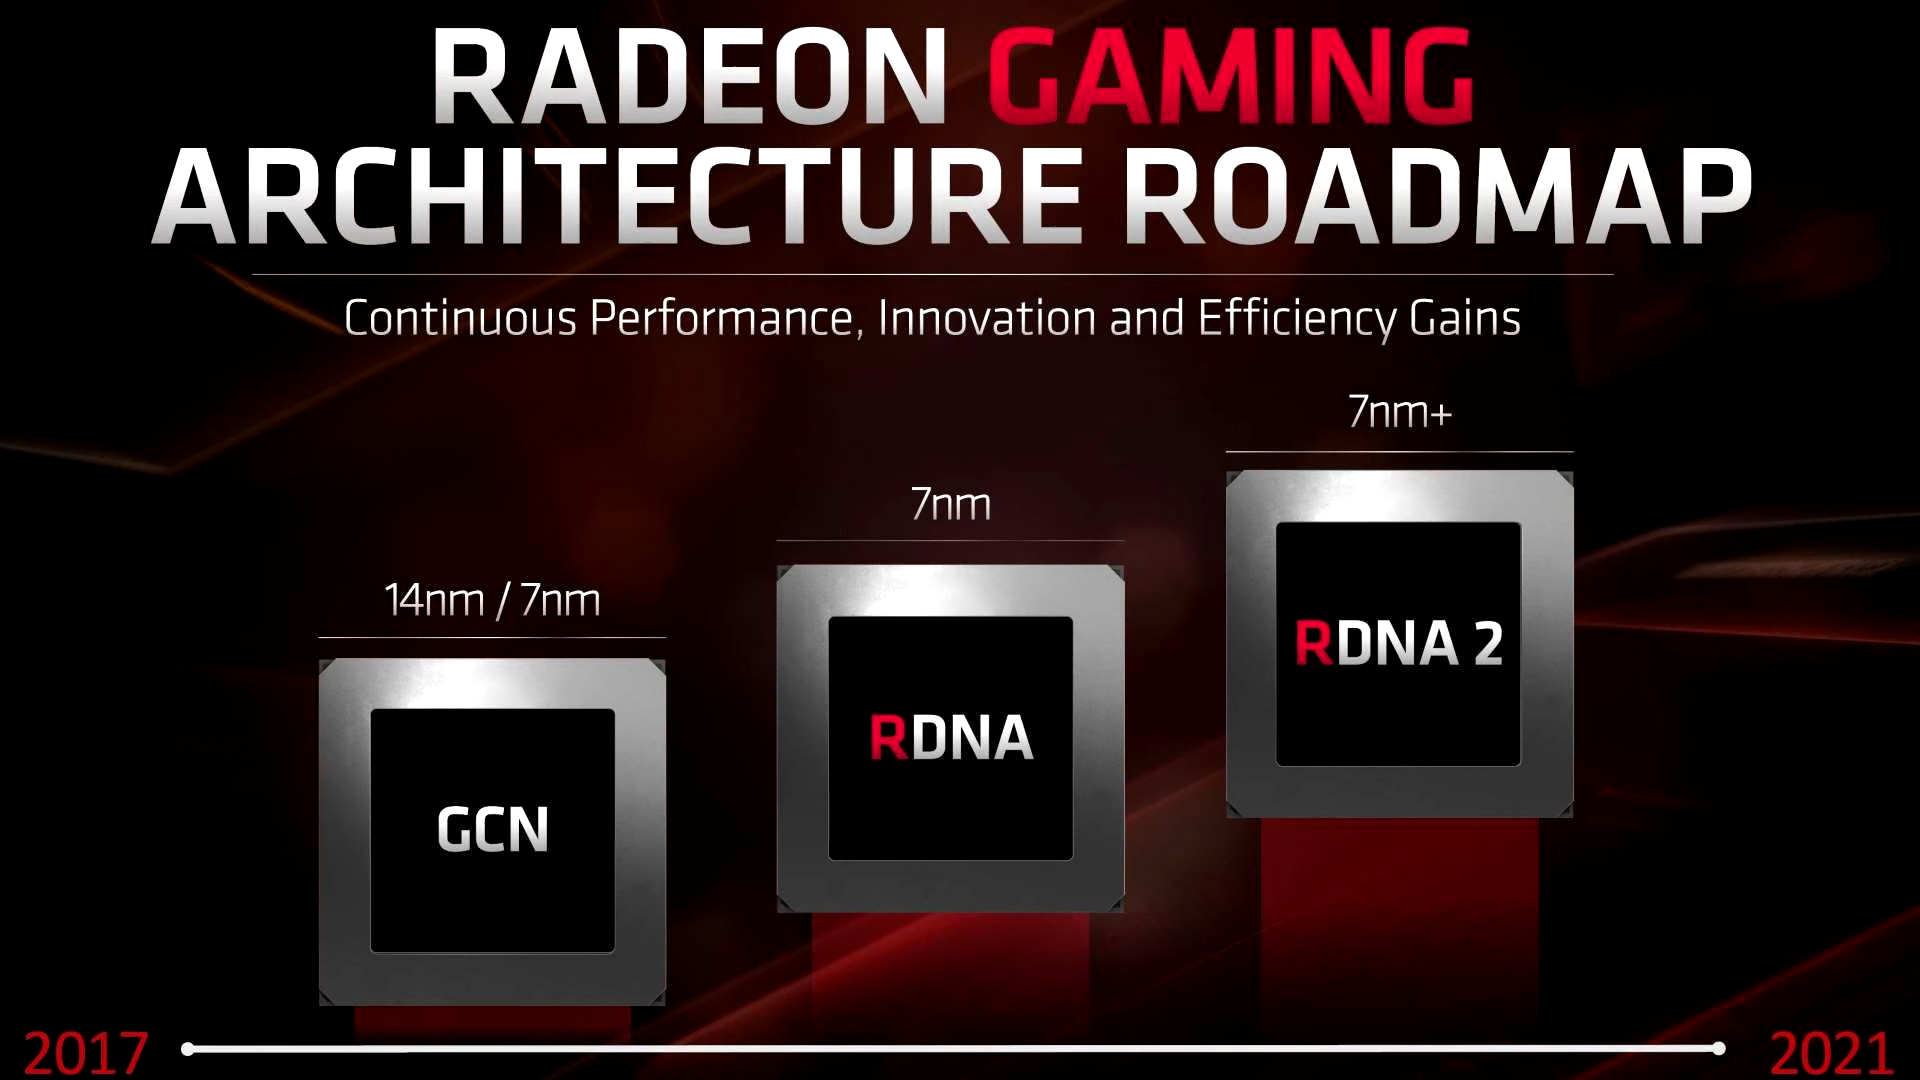 RADEON GAMING
ARCHITECTURE ROADMAP
Continuous Performance, Innovation and Efficiency Gains
14nm / 7nm
GCN
7nm
RDNA
7nm+
RDNA 2
2017
2021